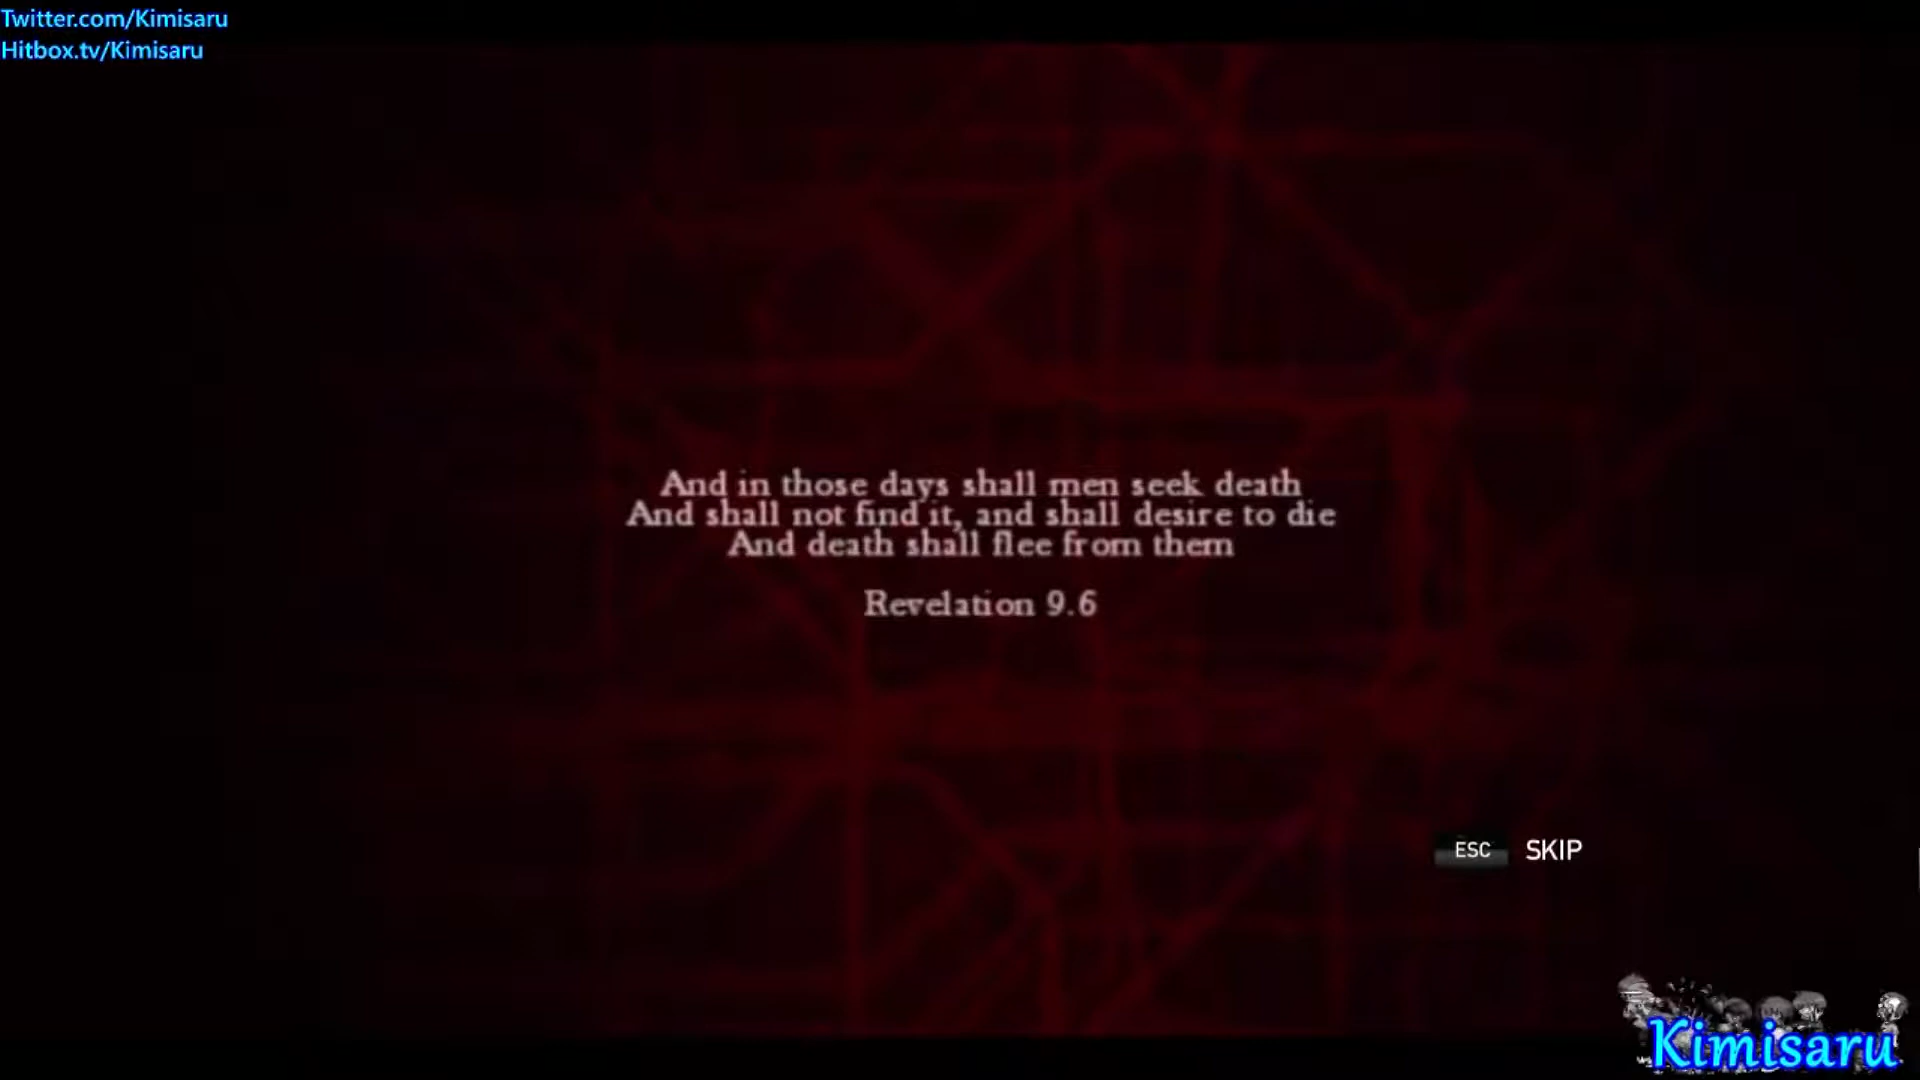 Twitter.com/Kimisaru
Hitbox.tv/Kimisaru
And in those days shall men seek death
And shall not find it, and shall desire to die
And death shall flee from them
Revelation 9.6
ESC SKIP
Kimisaru